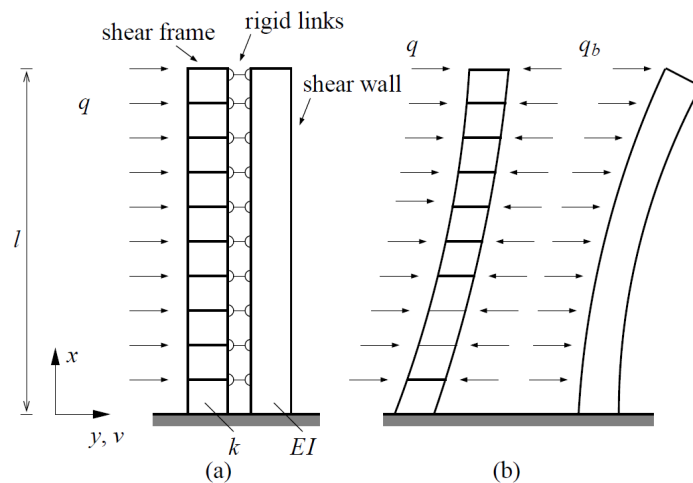 shear frame
rigid links
q
shear wall
l
x
y, v
k
EI
(a)
q
q_b
(b)